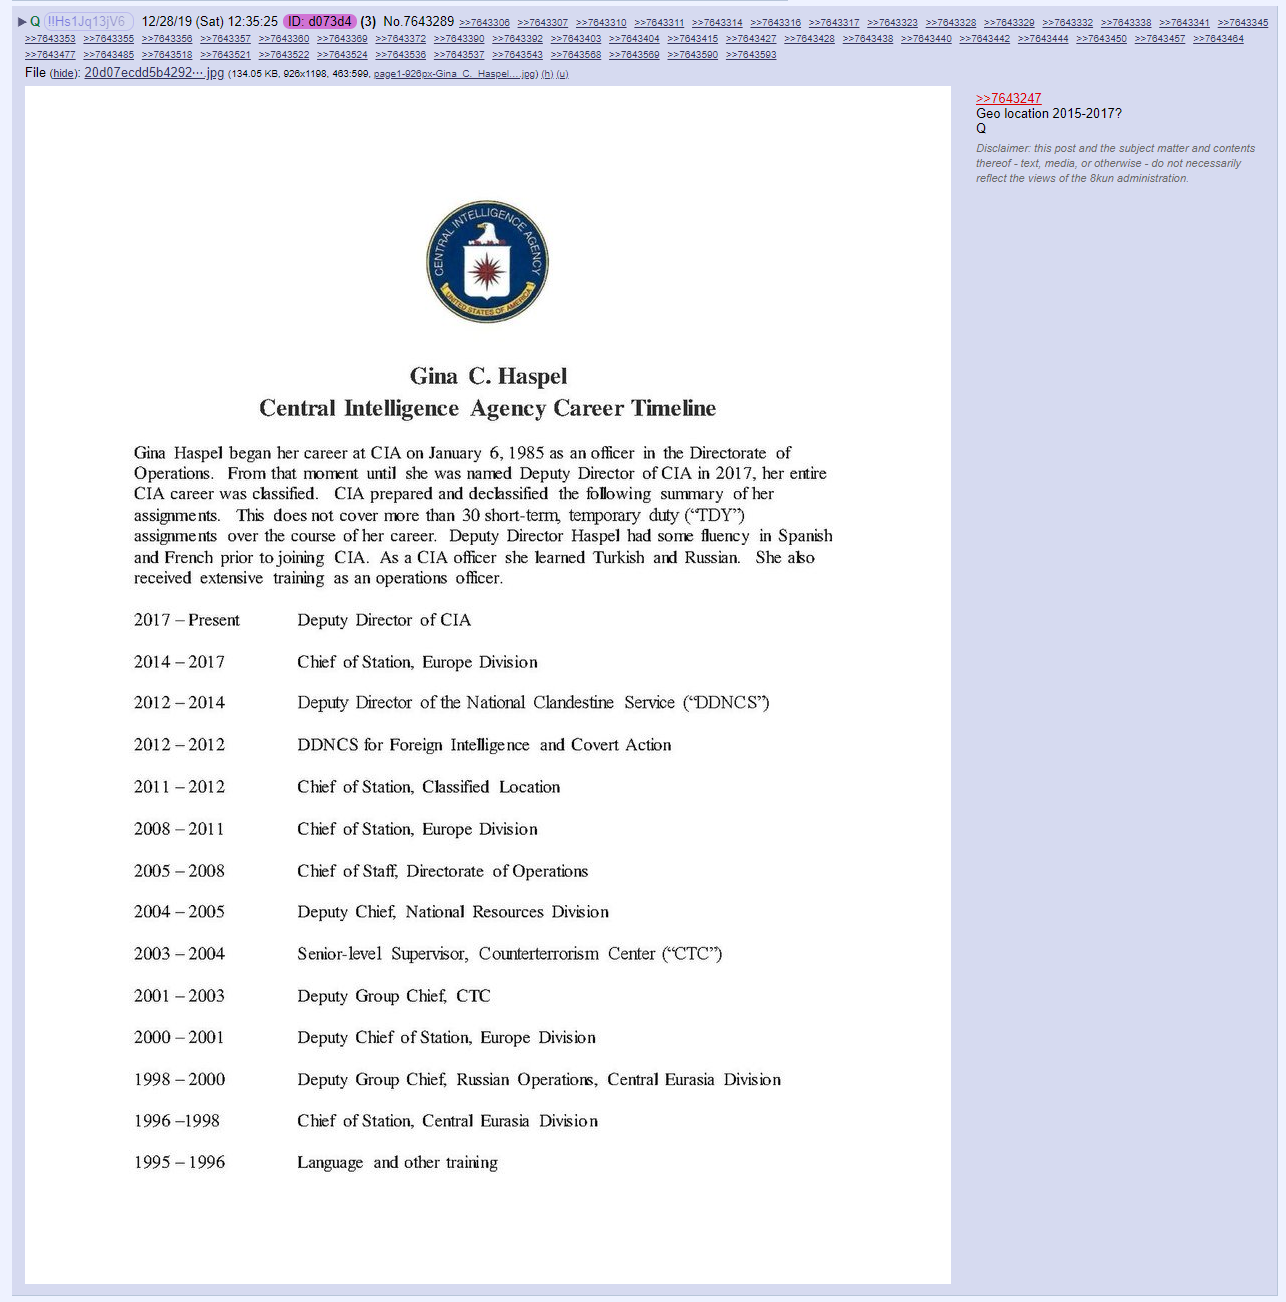 ▶ Q !!Hs1Jq13jV6 12/28/19 (Sat) 12:35:25 ID: d073d4 (3) No.7643289 >>7643306 >>7643307 >>7643310 >>7643311 >>7643314 >>7643316 >>7643317 >>7643323 >>7643328 >>7643329 >>7643332 >>7643338 >>7643341 >>7643345
>>7643353 >>7643355 >>7643356 >>7643357 >>7643360 >>7643369 >>7643372 >>7643390 >>7643392 >>7643403 >>7643404 >>7643415 >>7643427 >>7643428 >>7643438 >>7643440 >>7643442 >>7643444 >>7643450 >>7643457 >>7643464
>>7643477 >>7643485 >>7643518 >>7643521 >>7643522 >>7643524 >>7643536 >>7643537 >>7643543 >>7643568 >>7643569 >>7643590 >>7643593
File (hide): 20d07ecdd5b4292⋯.jpg (134.05 KB, 926x1198, 463:599, page1-926px-Gina_C._Haspel….jpg) (h) (u)
>>7643247
Geo location 2015-2017?
Q
Disclaimer: this post and the subject matter and contents
thereof - text, media, or otherwise - do not necessarily
reflect the views of the 8kun administration.
CENTRAL INTELLIGENCE AGENCY
UNITED STATES OF AMERICA
Gina C. Haspel
Central Intelligence Agency Career Timeline
Gina Haspel began her career at CIA on January 6, 1985 as an officer in the Directorate of
Operations. From that moment until she was named Deputy Director of CIA in 2017, her entire
CIA career was classified. CIA prepared and declassified the following summary of her
assignments. This does not cover more than 30 short-term, temporary duty (“TDY”)
assignments over the course of her career. Deputy Director Haspel had some fluency in Spanish
and French prior to joining CIA. As a CIA officer she learned Turkish and Russian. She also
received extensive training as an operations officer.
2017 – Present Deputy Director of CIA
2014 – 2017 Chief of Station, Europe Division
2012 – 2014 Deputy Director of the National Clandestine Service (“DDNCS”)
2012 – 2012 DDNCS for Foreign Intelligence and Covert Action
2011 – 2012 Chief of Station, Classified Location
2008 – 2011 Chief of Station, Europe Division
2005 – 2008 Chief of Staff, Directorate of Operations
2004 – 2005 Deputy Chief, National Resources Division
2003 – 2004 Senior-level Supervisor, Counterterrorism Center (“CTC”)
2001 – 2003 Deputy Group Chief, CTC
2000 – 2001 Deputy Chief of Station, Europe Division
1998 – 2000 Deputy Group Chief, Russian Operations, Central Eurasia Division
1996 –1998 Chief of Station, Central Eurasia Division
1995 – 1996 Language and other training